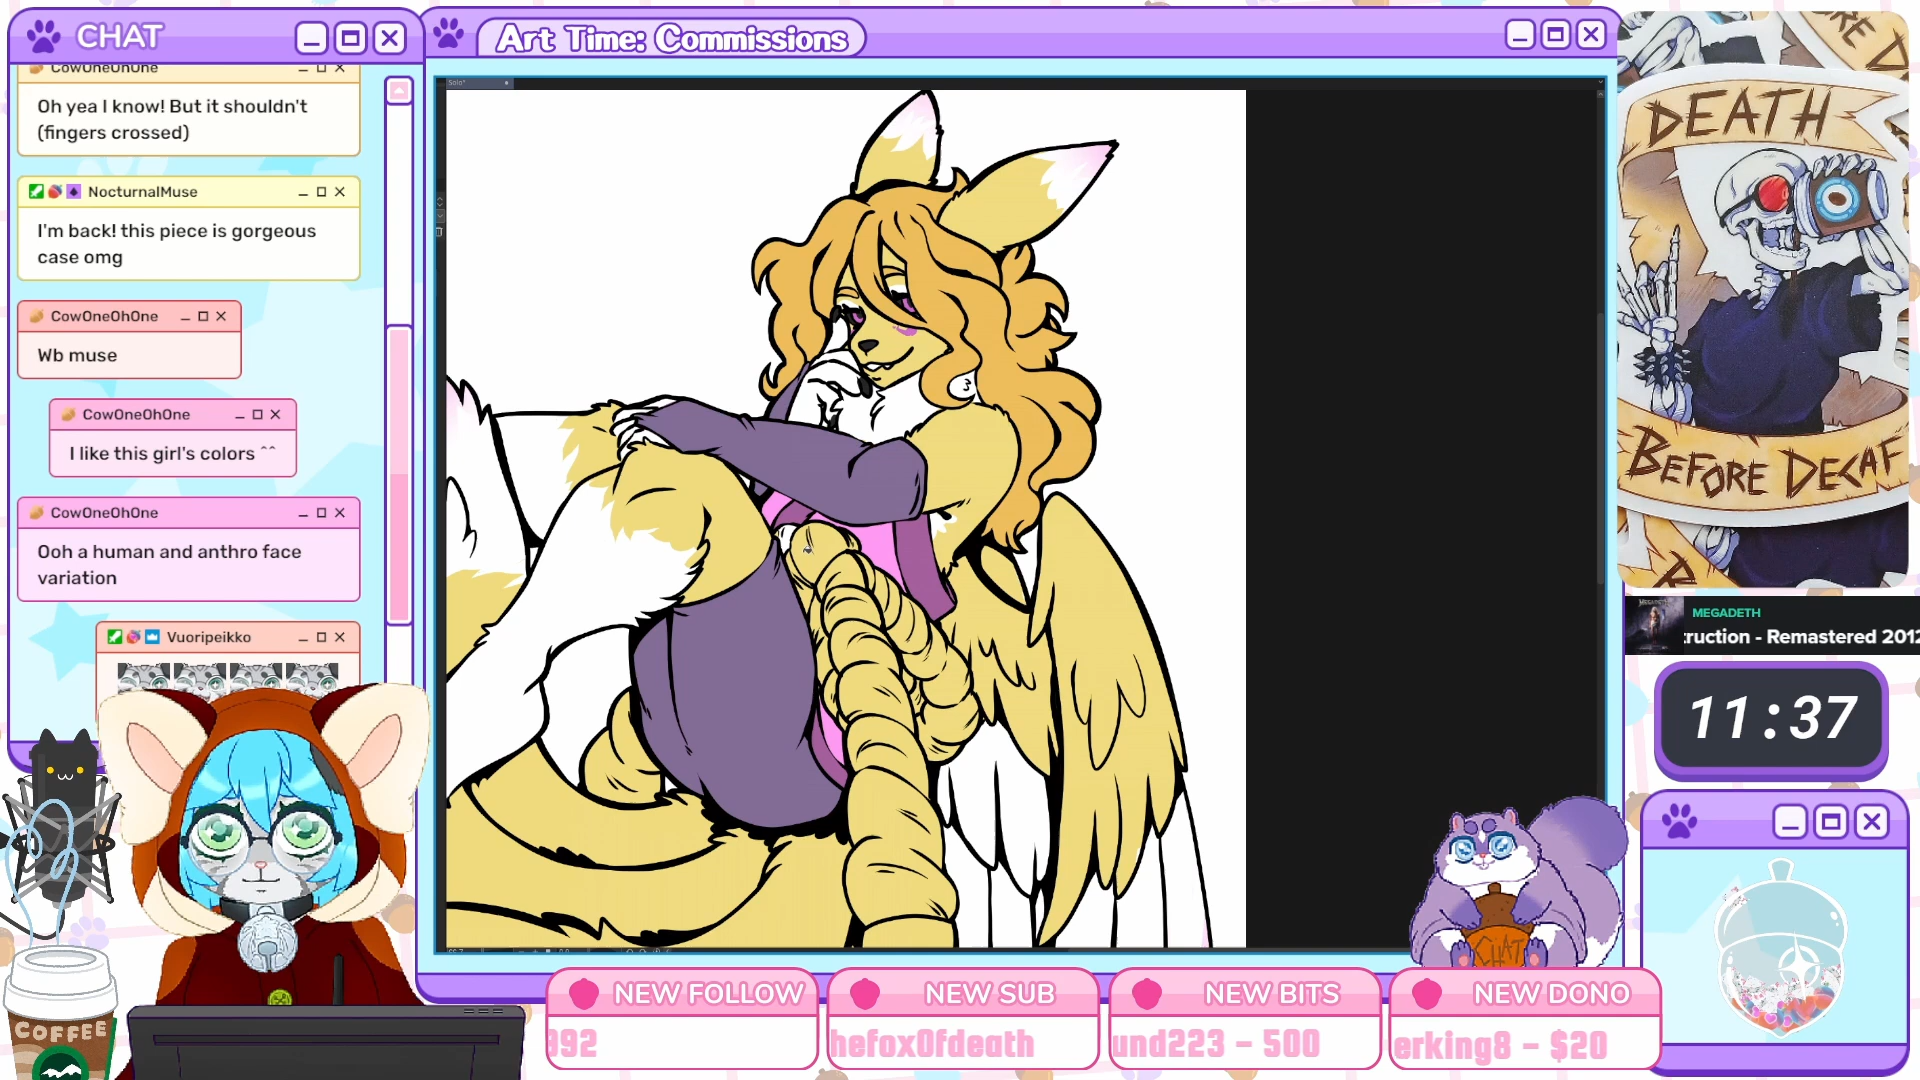 CHAT
CowOneOhOne
Oh yea I know! But it shouldn't
(fingers crossed)
NocturnalMuse
I'm back! this piece is gorgeous
case omg
CowOneOhOne
Wb muse
CowOneOhOne
I like this girl's colors ^^
CowOneOhOne
Ooh a human and anthro face
variation
Vuoripeikko
COFFEE
Art Time: Commissions
CHAT
NEW FOLLOW
392
NEW SUB
hefox0fdeath
NEW BITS
und223 - 500
NEW DONO
erking8 - $20
DEATH
BEFORE DECAF
MEGADETH
truction - Remastered 2012
11:37